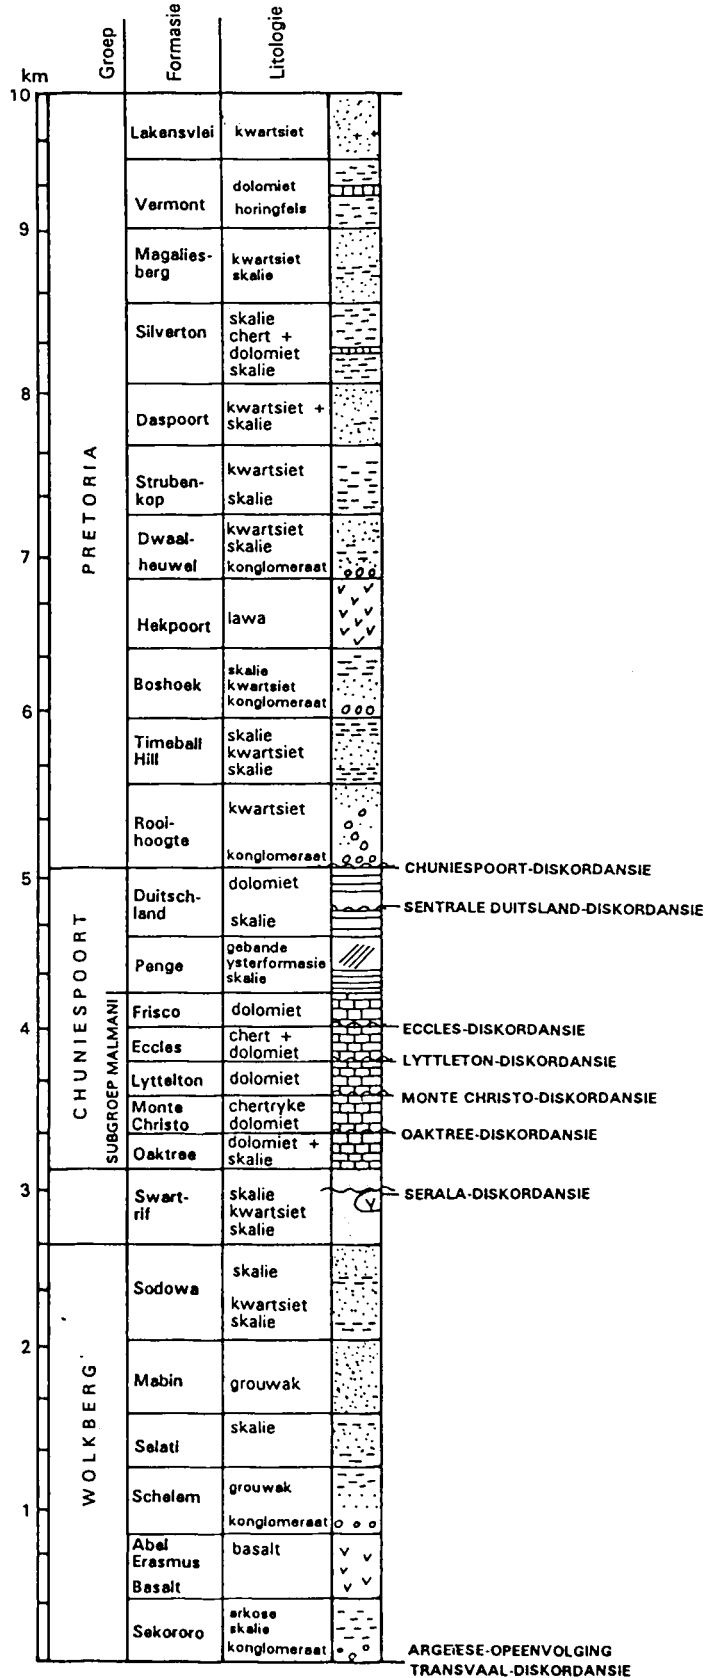 Groep
Formasie
Litologie
km
10
Lakensvlei
kwartsiet
Vermont
dolomiet
horingfels
9
Magalies-
berg
kwartsiet
skalie
Silverton
skalie
chert +
dolomiet
skalie
8
Daspoort
kwartsiet +
skalie
PRETORIA
Struben-
kop
kwartsiet
skalie
7
Dwaal-
heuwel
kwartsiet
skalie
konglomeraat
Hekpoort
lawa
Boshoek
skalie
kwartsiet
konglomeraat
6
Timeball
Hill
skalie
kwartsiet
skalie
Rooi-
hoogte
kwartsiet
konglomeraat
CHUNIESPOORT-DISKORDANSIE
5
CHUNIESPOORT
Duitsch-
land
dolomiet
skalie
SENTRALE DUITSLAND-DISKORDANSIE
Penge
gebande
ysterformasie
skalie
SUBGROEP MALMANI
Frisco
dolomiet
4
ECCLES-DISKORDANSIE
Eccles
chert +
dolomiet
LYTTLETON-DISKORDANSIE
Lyttelton
dolomiet
MONTE CHRISTO-DISKORDANSIE
Monte
Christo
chertryke
dolomiet
OAKTREE-DISKORDANSIE
Oaktree
dolomiet +
skalie
3
Swart-
rif
skalie
kwartsiet
skalie
SERALA-DISKORDANSIE
WOLKBERG
Sodowa
skalie
kwartsiet
skalie
2
Mabin
grouwak
Selati
skalie
1
Schelem
grouwak
konglomeraat
Abel
Erasmus
Basalt
basalt
Sekororo
arkose
skalie
konglomeraat
ARGEÏESE-OPEENVOLGING
TRANSVAAL-DISKORDANSIE